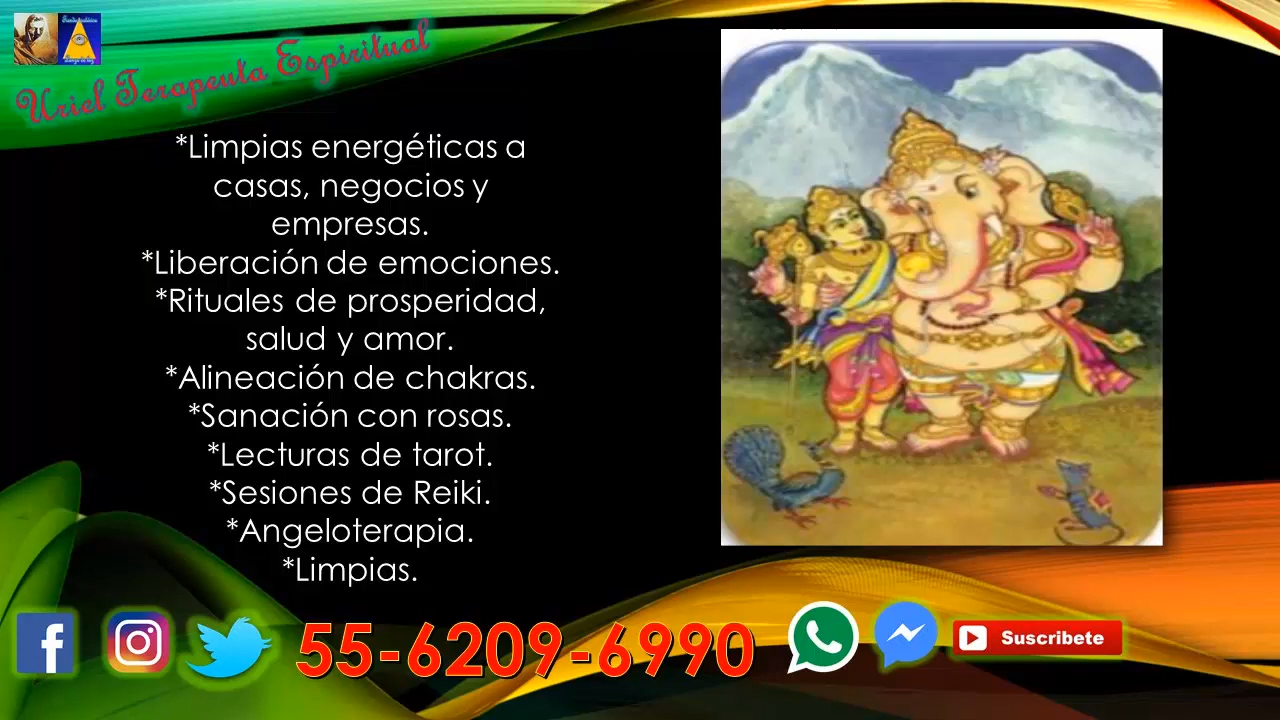 Uriel Terapeuta Espiritual
*Limpias energéticas a
casas, negocios y
empresas.
*Liberación de emociones.
*Rituales de prosperidad,
salud y amor.
*Alineación de chakras.
*Sanación con rosas.
*Lecturas de tarot.
*Sesiones de Reiki.
*Angeloterapia.
*Limpias.
55-6209-6990
Suscribete